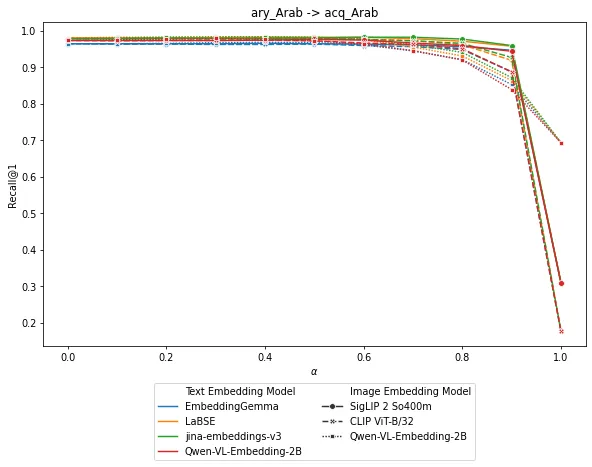 ary_Arab -> acq_Arab
Recall@1
1.0
0.9
0.8
0.7
0.6
0.5
0.4
0.3
0.2
0.0 0.2 0.4 0.6 0.8 1.0
α
Text Embedding Model
EmbeddingGemma
LaBSE
jina-embeddings-v3
Qwen-VL-Embedding-2B
Image Embedding Model
SigLIP 2 So400m
CLIP ViT-B/32
Qwen-VL-Embedding-2B